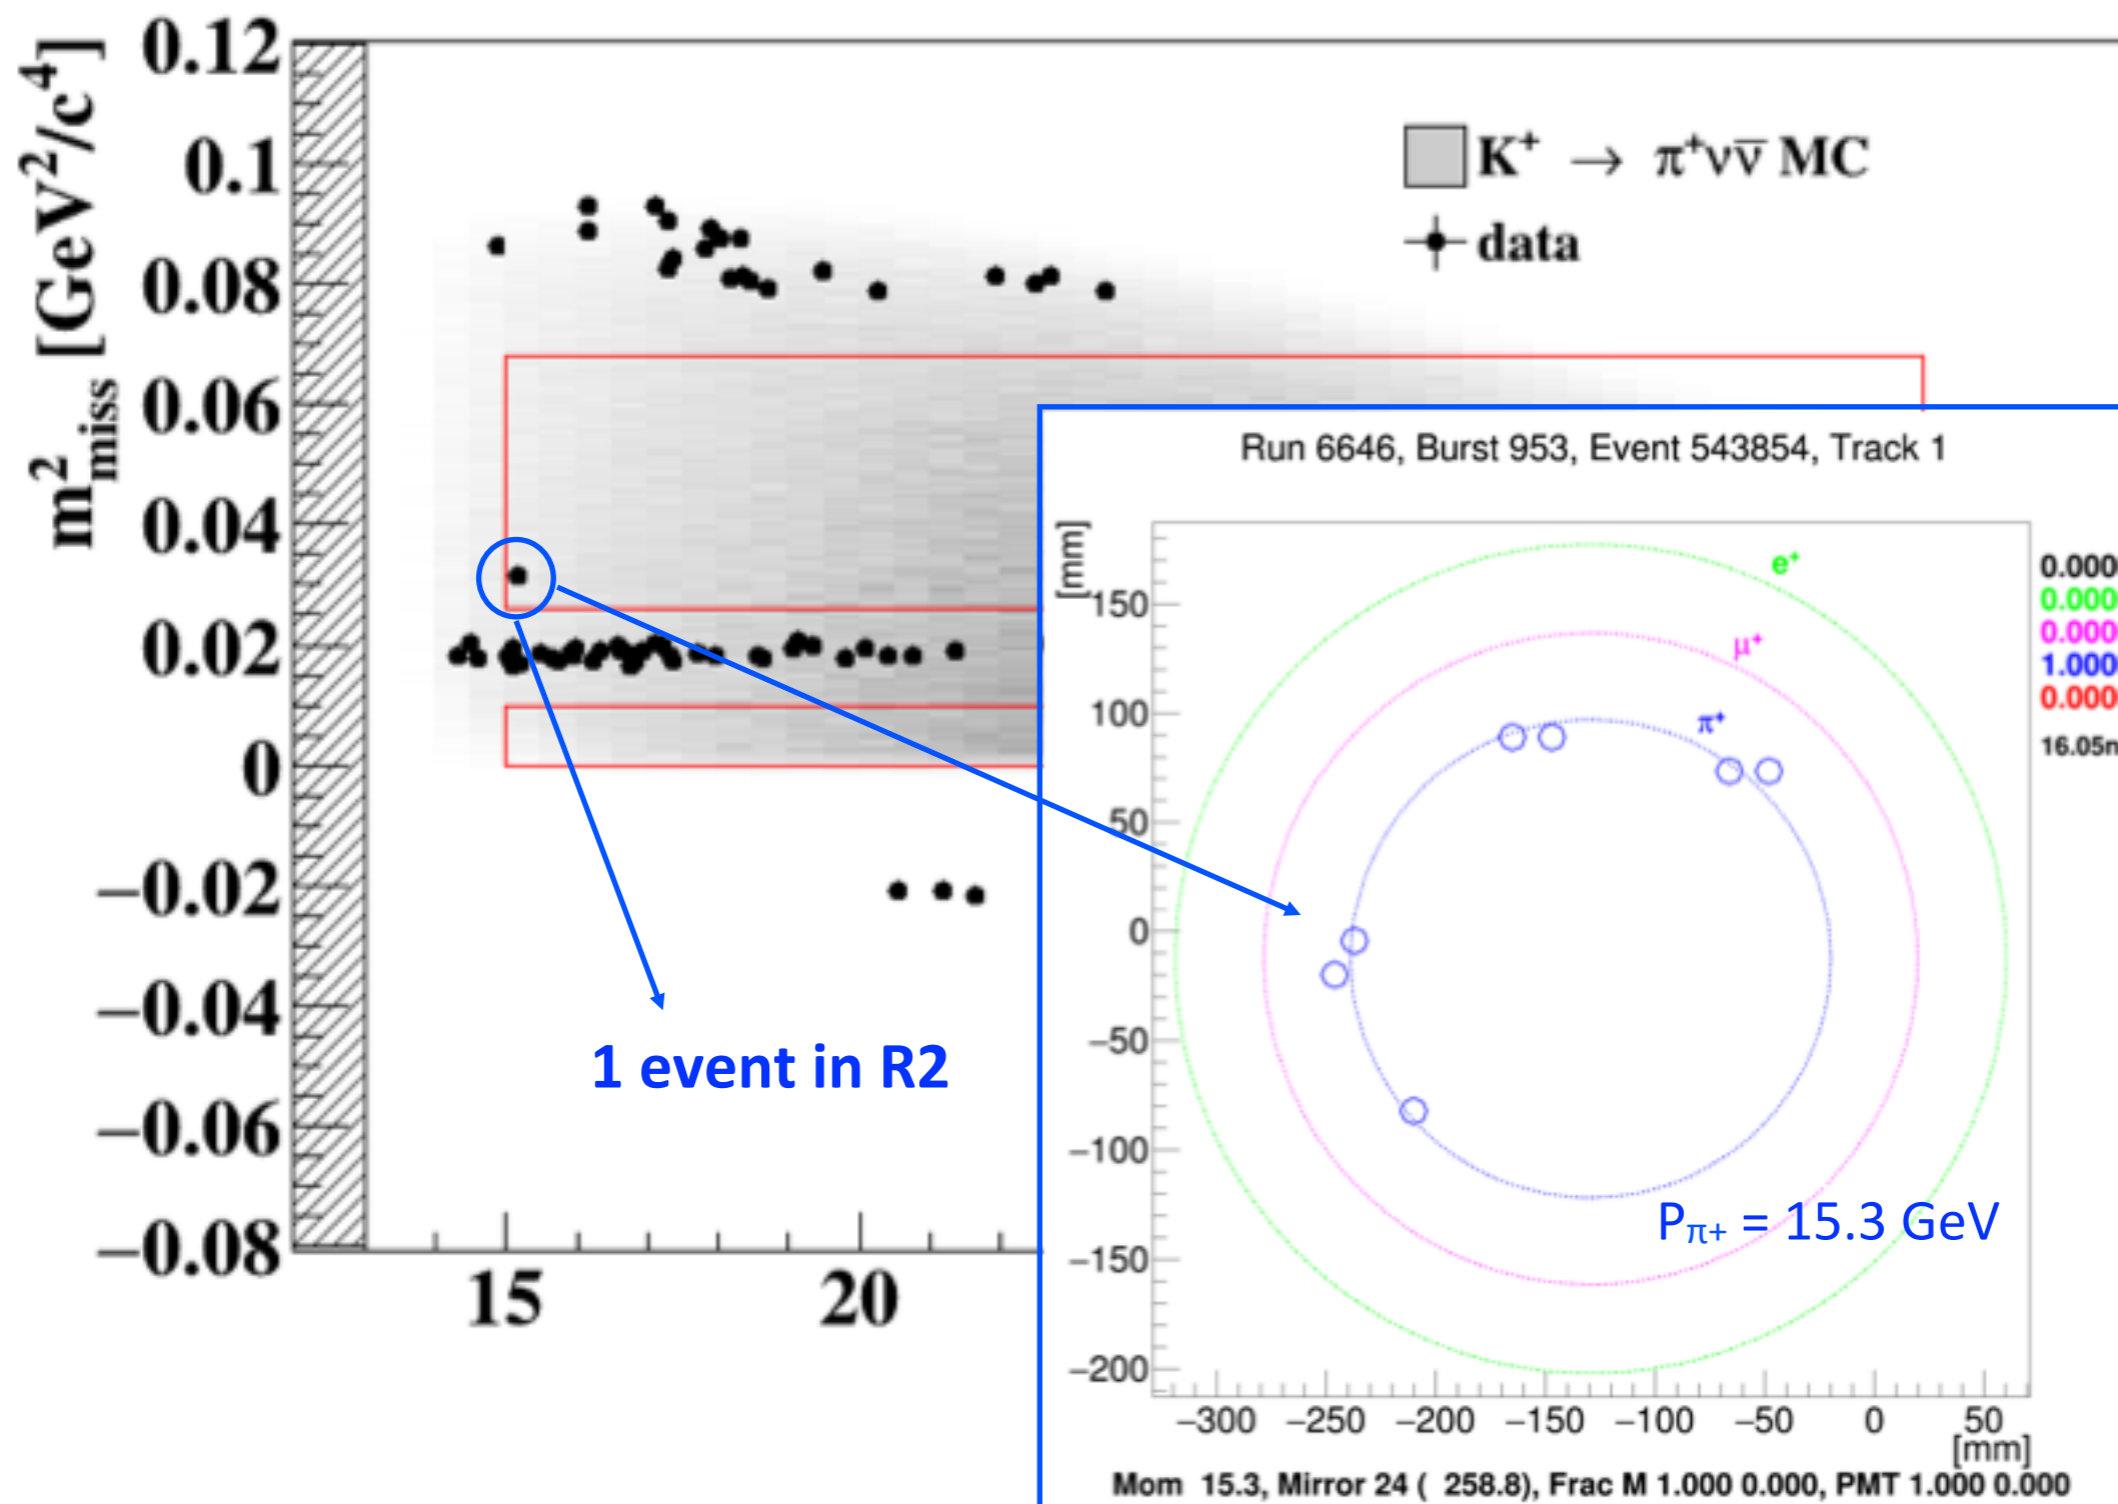 m²miss [GeV²/c⁴]
0.12
0.1
0.08
0.06
0.04
0.02
0
−0.02
−0.04
−0.06
−0.08
15
20
K⁺ → π⁺νν̅ MC
data
1 event in R2
Run 6646, Burst 953, Event 543854, Track 1
[mm]
150
100
50
0
−50
−100
−150
−200
e⁺
μ⁺
π⁺
0.000
0.000
0.000
1.000
0.000
Pπ+ = 15.3 GeV
−300 −250 −200 −150 −100 −50 0 50
[mm]
Mom 15.3, Mirror 24 ( 258.8), Frac M 1.000 0.000, PMT 1.000 0.000